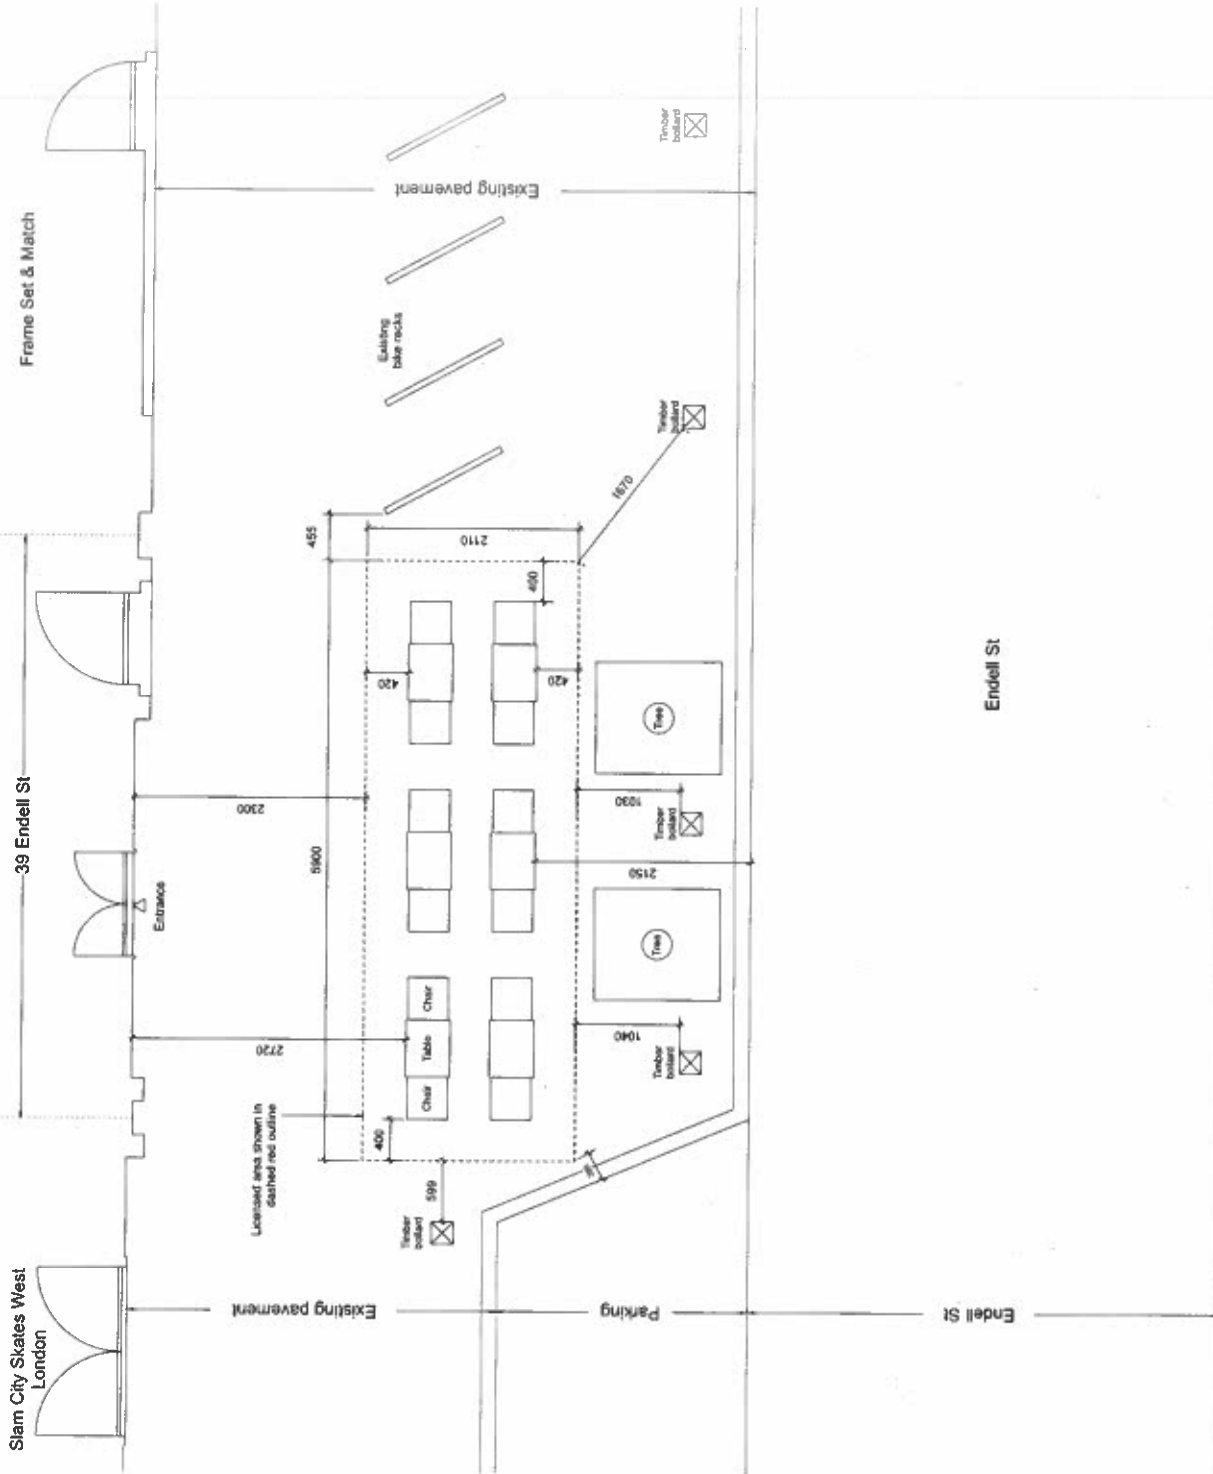 Slam City Skates West
London
39 Endell St
Frame Set & Match
Entrance
Existing pavement
Existing
bike racks
Timber
bollard
Timber
bollard
1670
455
2110
400
420
420
2300
5900
2720
Licensed area shown in
dashed red outline
400
599
Timber
bollard
Chair
Table
Chair
Tree
1030
Timber
bollard
2150
Tree
1040
Timber
bollard
Existing pavement
Parking
Endell St
Endell St